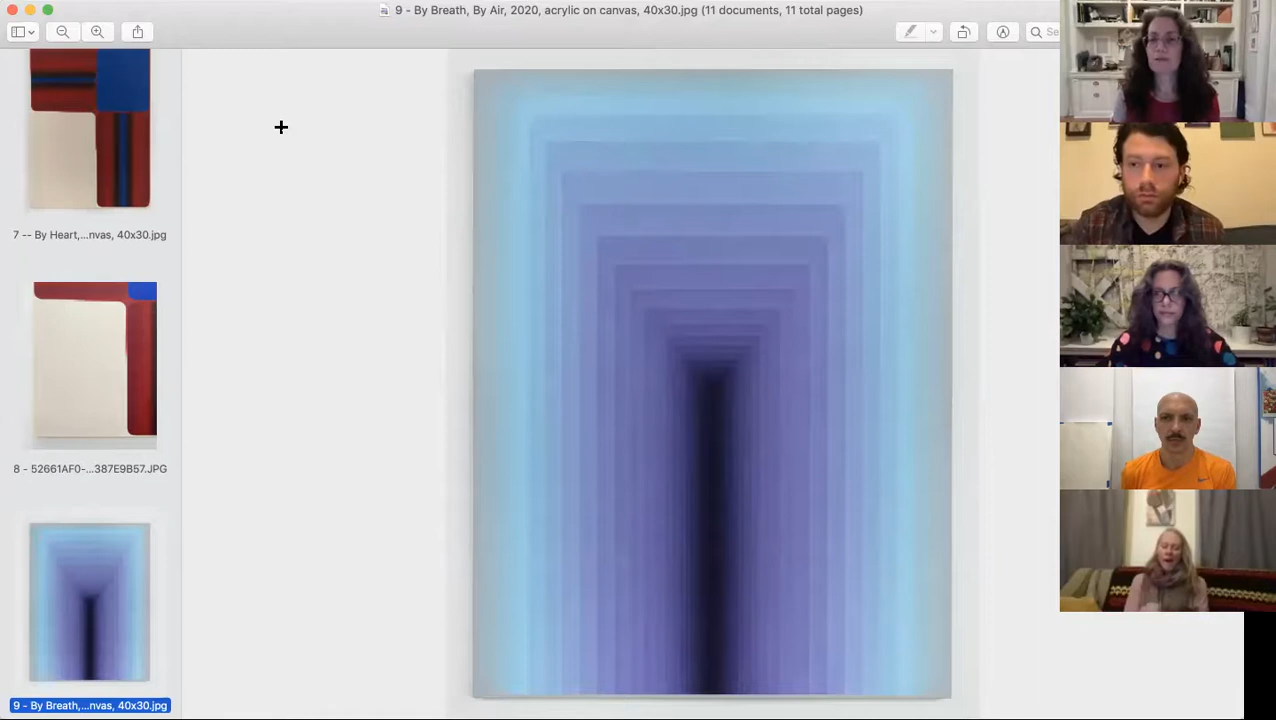 9 - By Breath, By Air, 2020, acrylic on canvas, 40x30.jpg (11 documents, 11 total pages)
Se
7 -- By Heart,...nvas, 40x30.jpg
8 - 52661AF0-...387E9B57.JPG
9 - By Breath,...nvas, 40x30.jpg